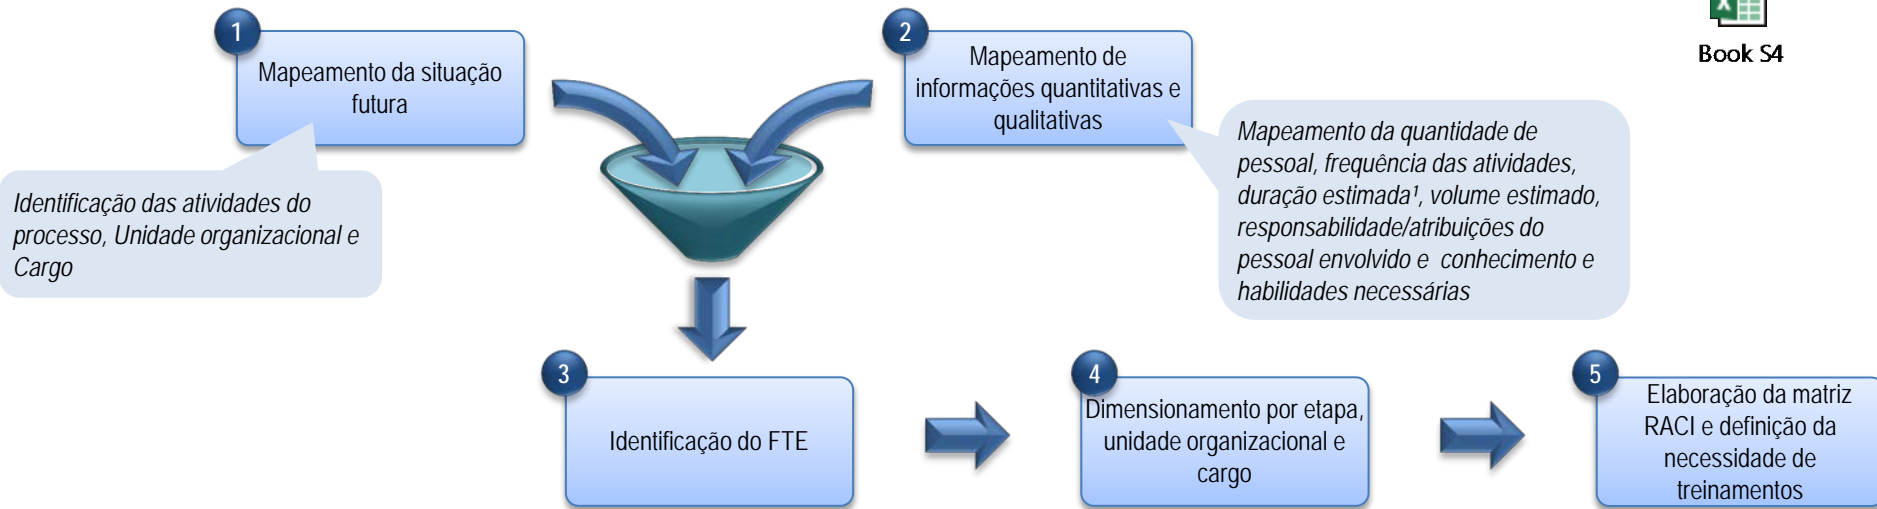 1
Mapeamento da situação
futura
2
Mapeamento de
informações quantitativas e
qualitativas
Book S4
Identificação das atividades do
processo, Unidade organizacional e
Cargo
Mapeamento da quantidade de
pessoal, frequência das atividades,
duração estimada¹, volume estimado,
responsabilidade/atribuições do
pessoal envolvido e conhecimento e
habilidades necessárias
3
Identificação do FTE
4
Dimensionamento por etapa,
unidade organizacional e
cargo
5
Elaboração da matriz
RACI e definição da
necessidade de
treinamentos